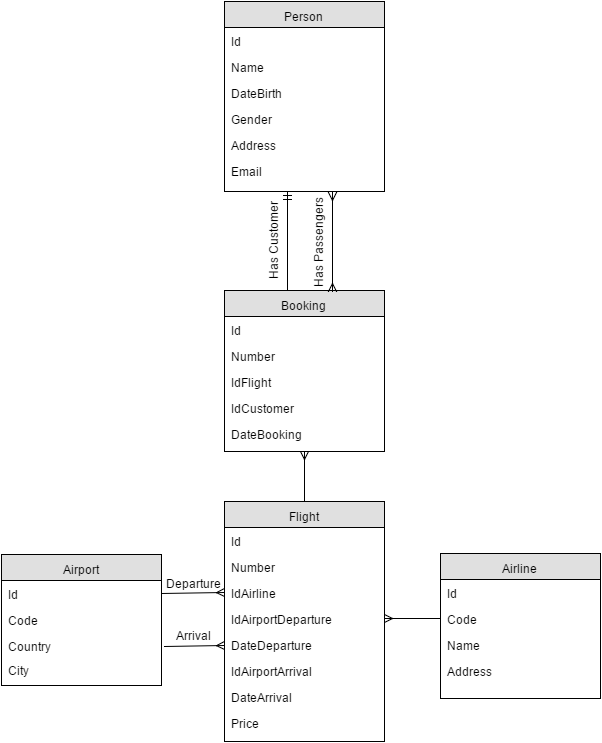 Person
Id
Name
DateBirth
Gender
Address
Email
Has Customer
Has Passengers
Booking
Id
Number
IdFlight
IdCustomer
DateBooking
Flight
Id
Number
IdAirline
IdAirportDeparture
DateDeparture
IdAirportArrival
DateArrival
Price
Airport
Id
Code
Country
City
Departure
Arrival
Airline
Id
Code
Name
Address